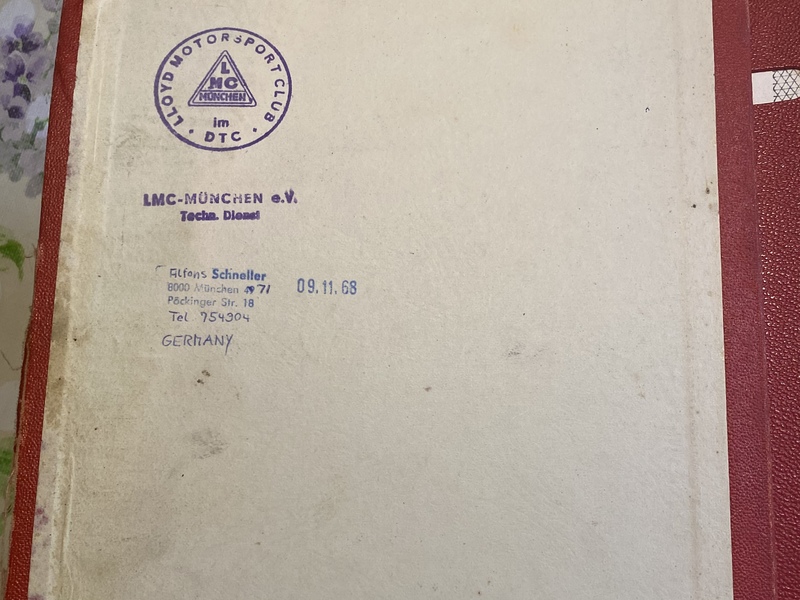 LLOYD MOTORSPORT CLUB
L
MC
MÜNCHEN
im
· DTC ·
LMC-MÜNCHEN e.V.
Techn. Dienst
Alfons Schneller
8000 München 71
09.11.68
Pöckinger Str. 18
Tel. 754304
GERMANY